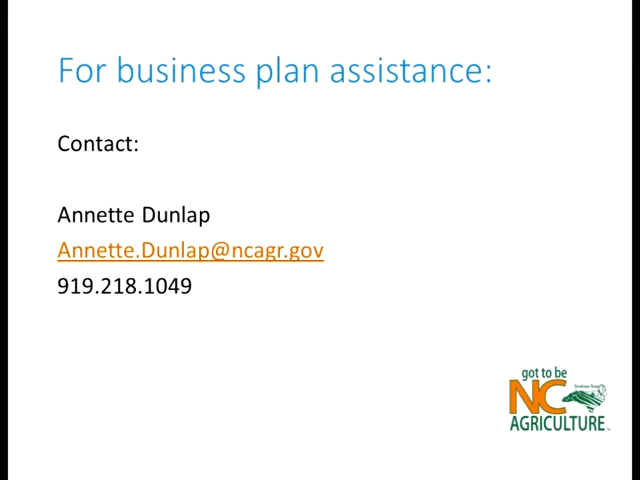 For business plan assistance:
Contact:
Annette Dunlap
Annette.Dunlap@ncagr.gov
919.218.1049
got to be
NC
AGRICULTURE